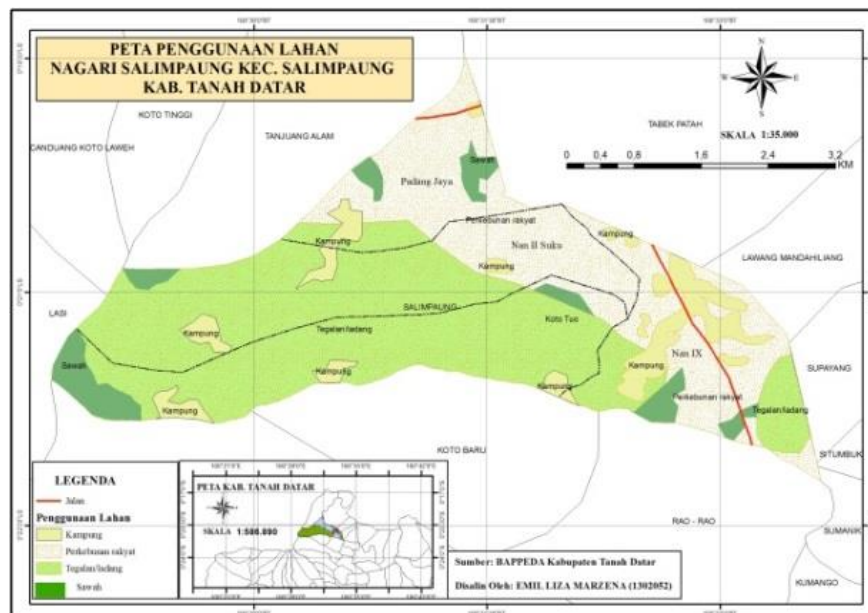 PETA PENGGUNAAN LAHAN
NAGARI SALIMPAUNG KEC. SALIMPAUNG
KAB. TANAH DATAR
N
W
E
S
SKALA 1:35.000
0 0,4 0,8 1,6 2,4 3,2
KM
KOTO TINGGI
TANJUANG ALAM
TABEK PATAH
CANDUANG KOTO LAWEH
Sawah
Padang Jaya
Perkebunan rakyat
Kampung
Kampung
Nan II Suku
Kampung
LAWANG MANDAHILIANG
LASI
SALIMPAUNG
Koto Tuo
Tegalan/ladang
Kampung
Nan IX
Sawah
Kampung
Kampung
SUPAYANG
Kampung
Kampung
Perkebunan rakyat
Tegalan/ladang
KOTO BARU
SITUMBUK
RAO - RAO
SUMANIK
KUMANGO
LEGENDA
Jalan
Penggunaan Lahan
Kampung
Perkebunan rakyat
Tegalan/ladang
Sawah
PETA KAB. TANAH DATAR
SKALA 1:586.890
Sumber: BAPPEDA Kabupaten Tanah Datar
Disalin Oleh: EMIL LIZA MARZENA (1302052)